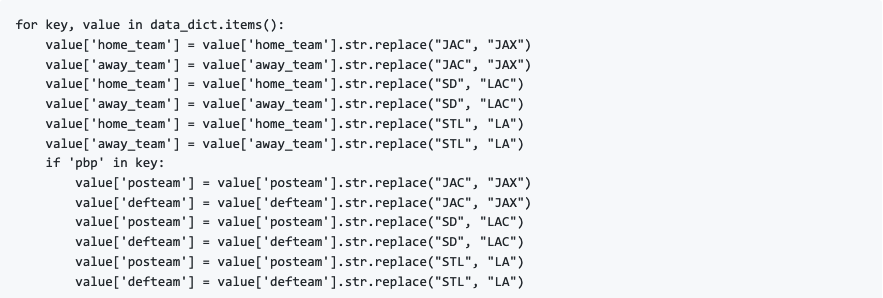 for key, value in data_dict.items():
    value['home_team'] = value['home_team'].str.replace("JAC", "JAX")
    value['away_team'] = value['away_team'].str.replace("JAC", "JAX")
    value['home_team'] = value['home_team'].str.replace("SD", "LAC")
    value['away_team'] = value['away_team'].str.replace("SD", "LAC")
    value['home_team'] = value['home_team'].str.replace("STL", "LA")
    value['away_team'] = value['away_team'].str.replace("STL", "LA")
    if 'pbp' in key:
        value['posteam'] = value['posteam'].str.replace("JAC", "JAX")
        value['defteam'] = value['defteam'].str.replace("JAC", "JAX")
        value['posteam'] = value['posteam'].str.replace("SD", "LAC")
        value['defteam'] = value['defteam'].str.replace("SD", "LAC")
        value['posteam'] = value['posteam'].str.replace("STL", "LA")
        value['defteam'] = value['defteam'].str.replace("STL", "LA")